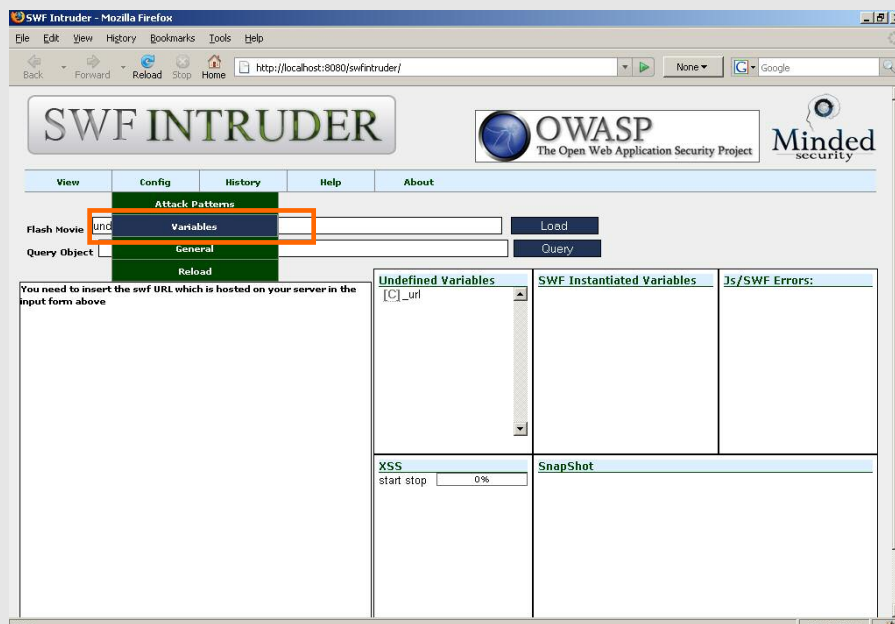 SWF Intruder - Mozilla Firefox
File Edit View History Bookmarks Tools Help
Back Forward Reload Stop Home http://localhost:8080/swfintruder/ None Google
SWF INTRUDER
OWASP
The Open Web Application Security Project
Minded
security
View Config History Help About
Attack Patterns
Flash Movie und Variables Load
Query Object General Query
Reload
You need to insert the swf URL which is hosted on your server in the
input form above
Undefined Variables
[C] _url
SWF Instantiated Variables
Js/SWF Errors:
XSS
start stop 0%
SnapShot